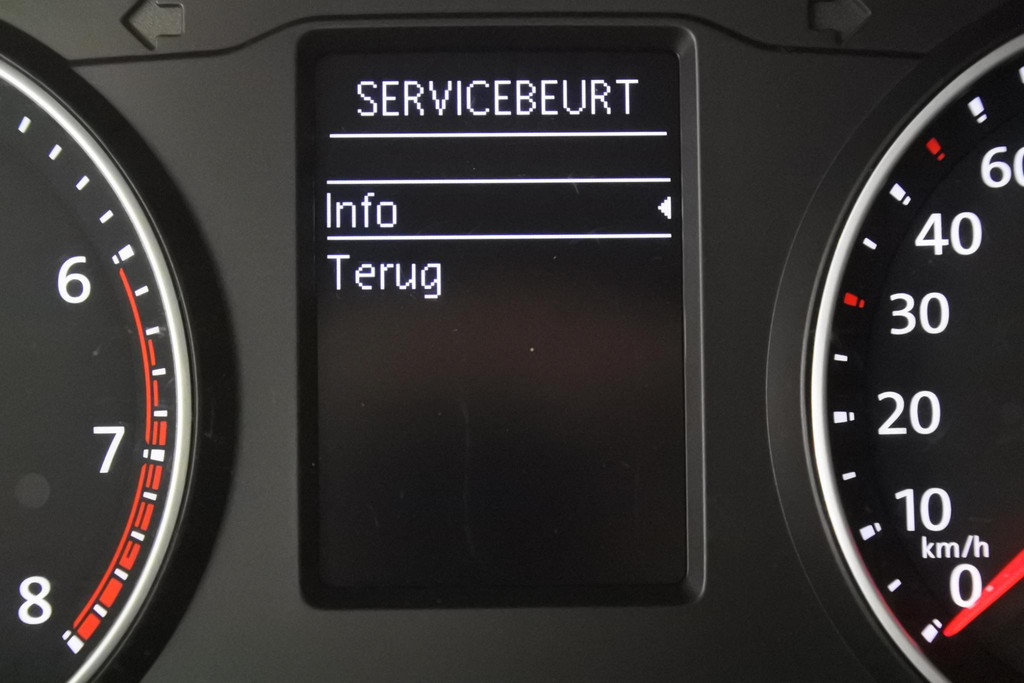 SERVICEBEURT
Info
Terug
6
7
8
60
40
30
20
10
km/h
0